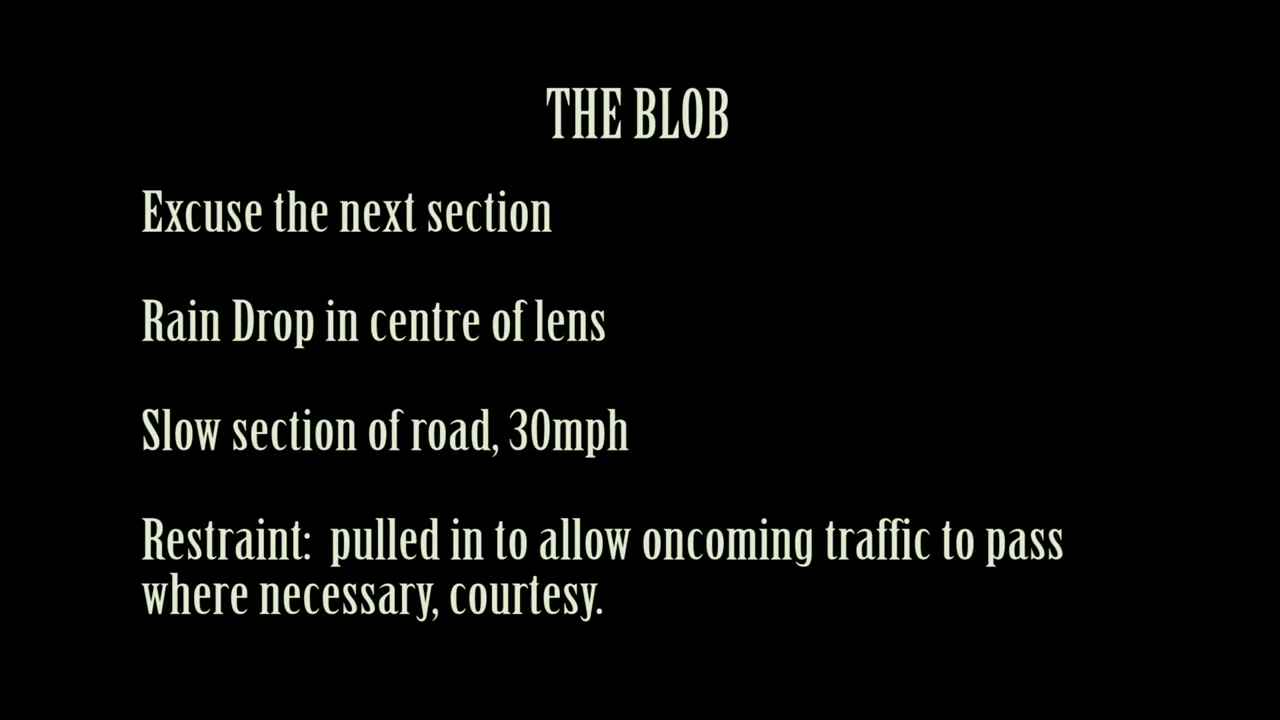 THE BLOB
Excuse the next section
Rain Drop in centre of lens
Slow section of road, 30mph
Restraint:  pulled in to allow oncoming traffic to pass
where necessary, courtesy.